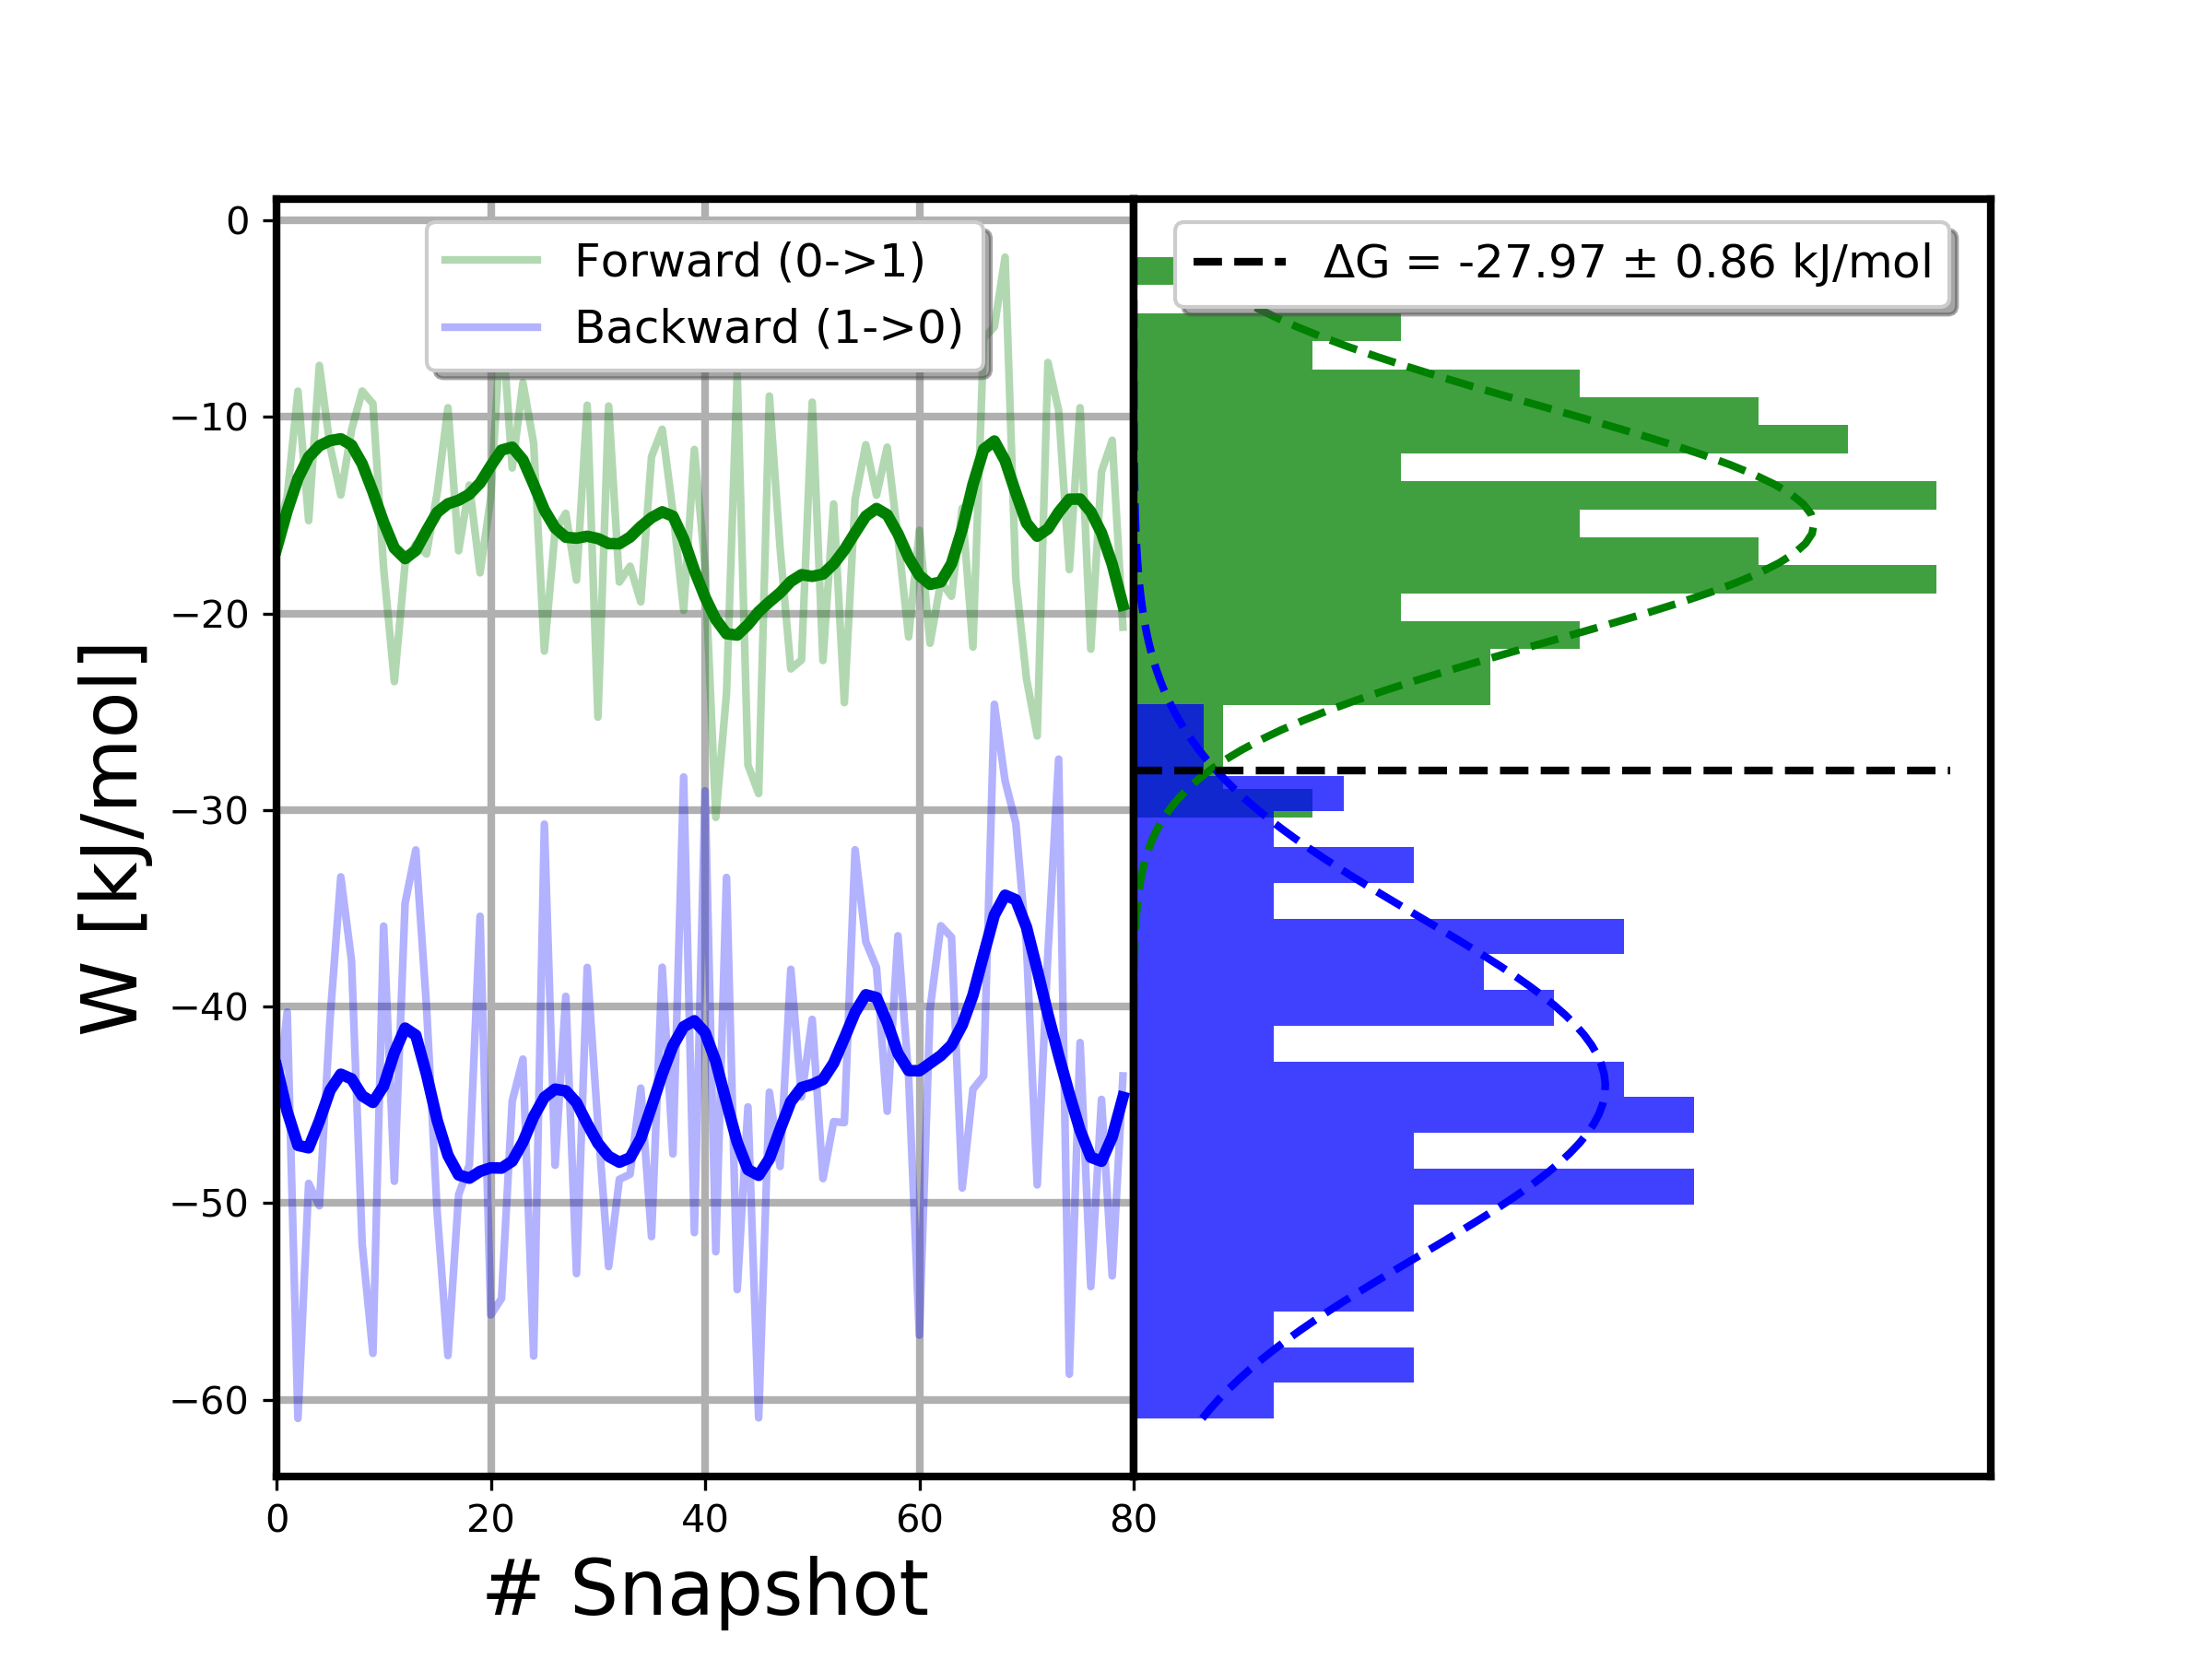 Forward (0->1)
Backward (1->0)
ΔG = -27.97 ± 0.86 kJ/mol
0
−10
−20
−30
−40
−50
−60
W [kJ/mol]
0 20 40 60 80
# Snapshot